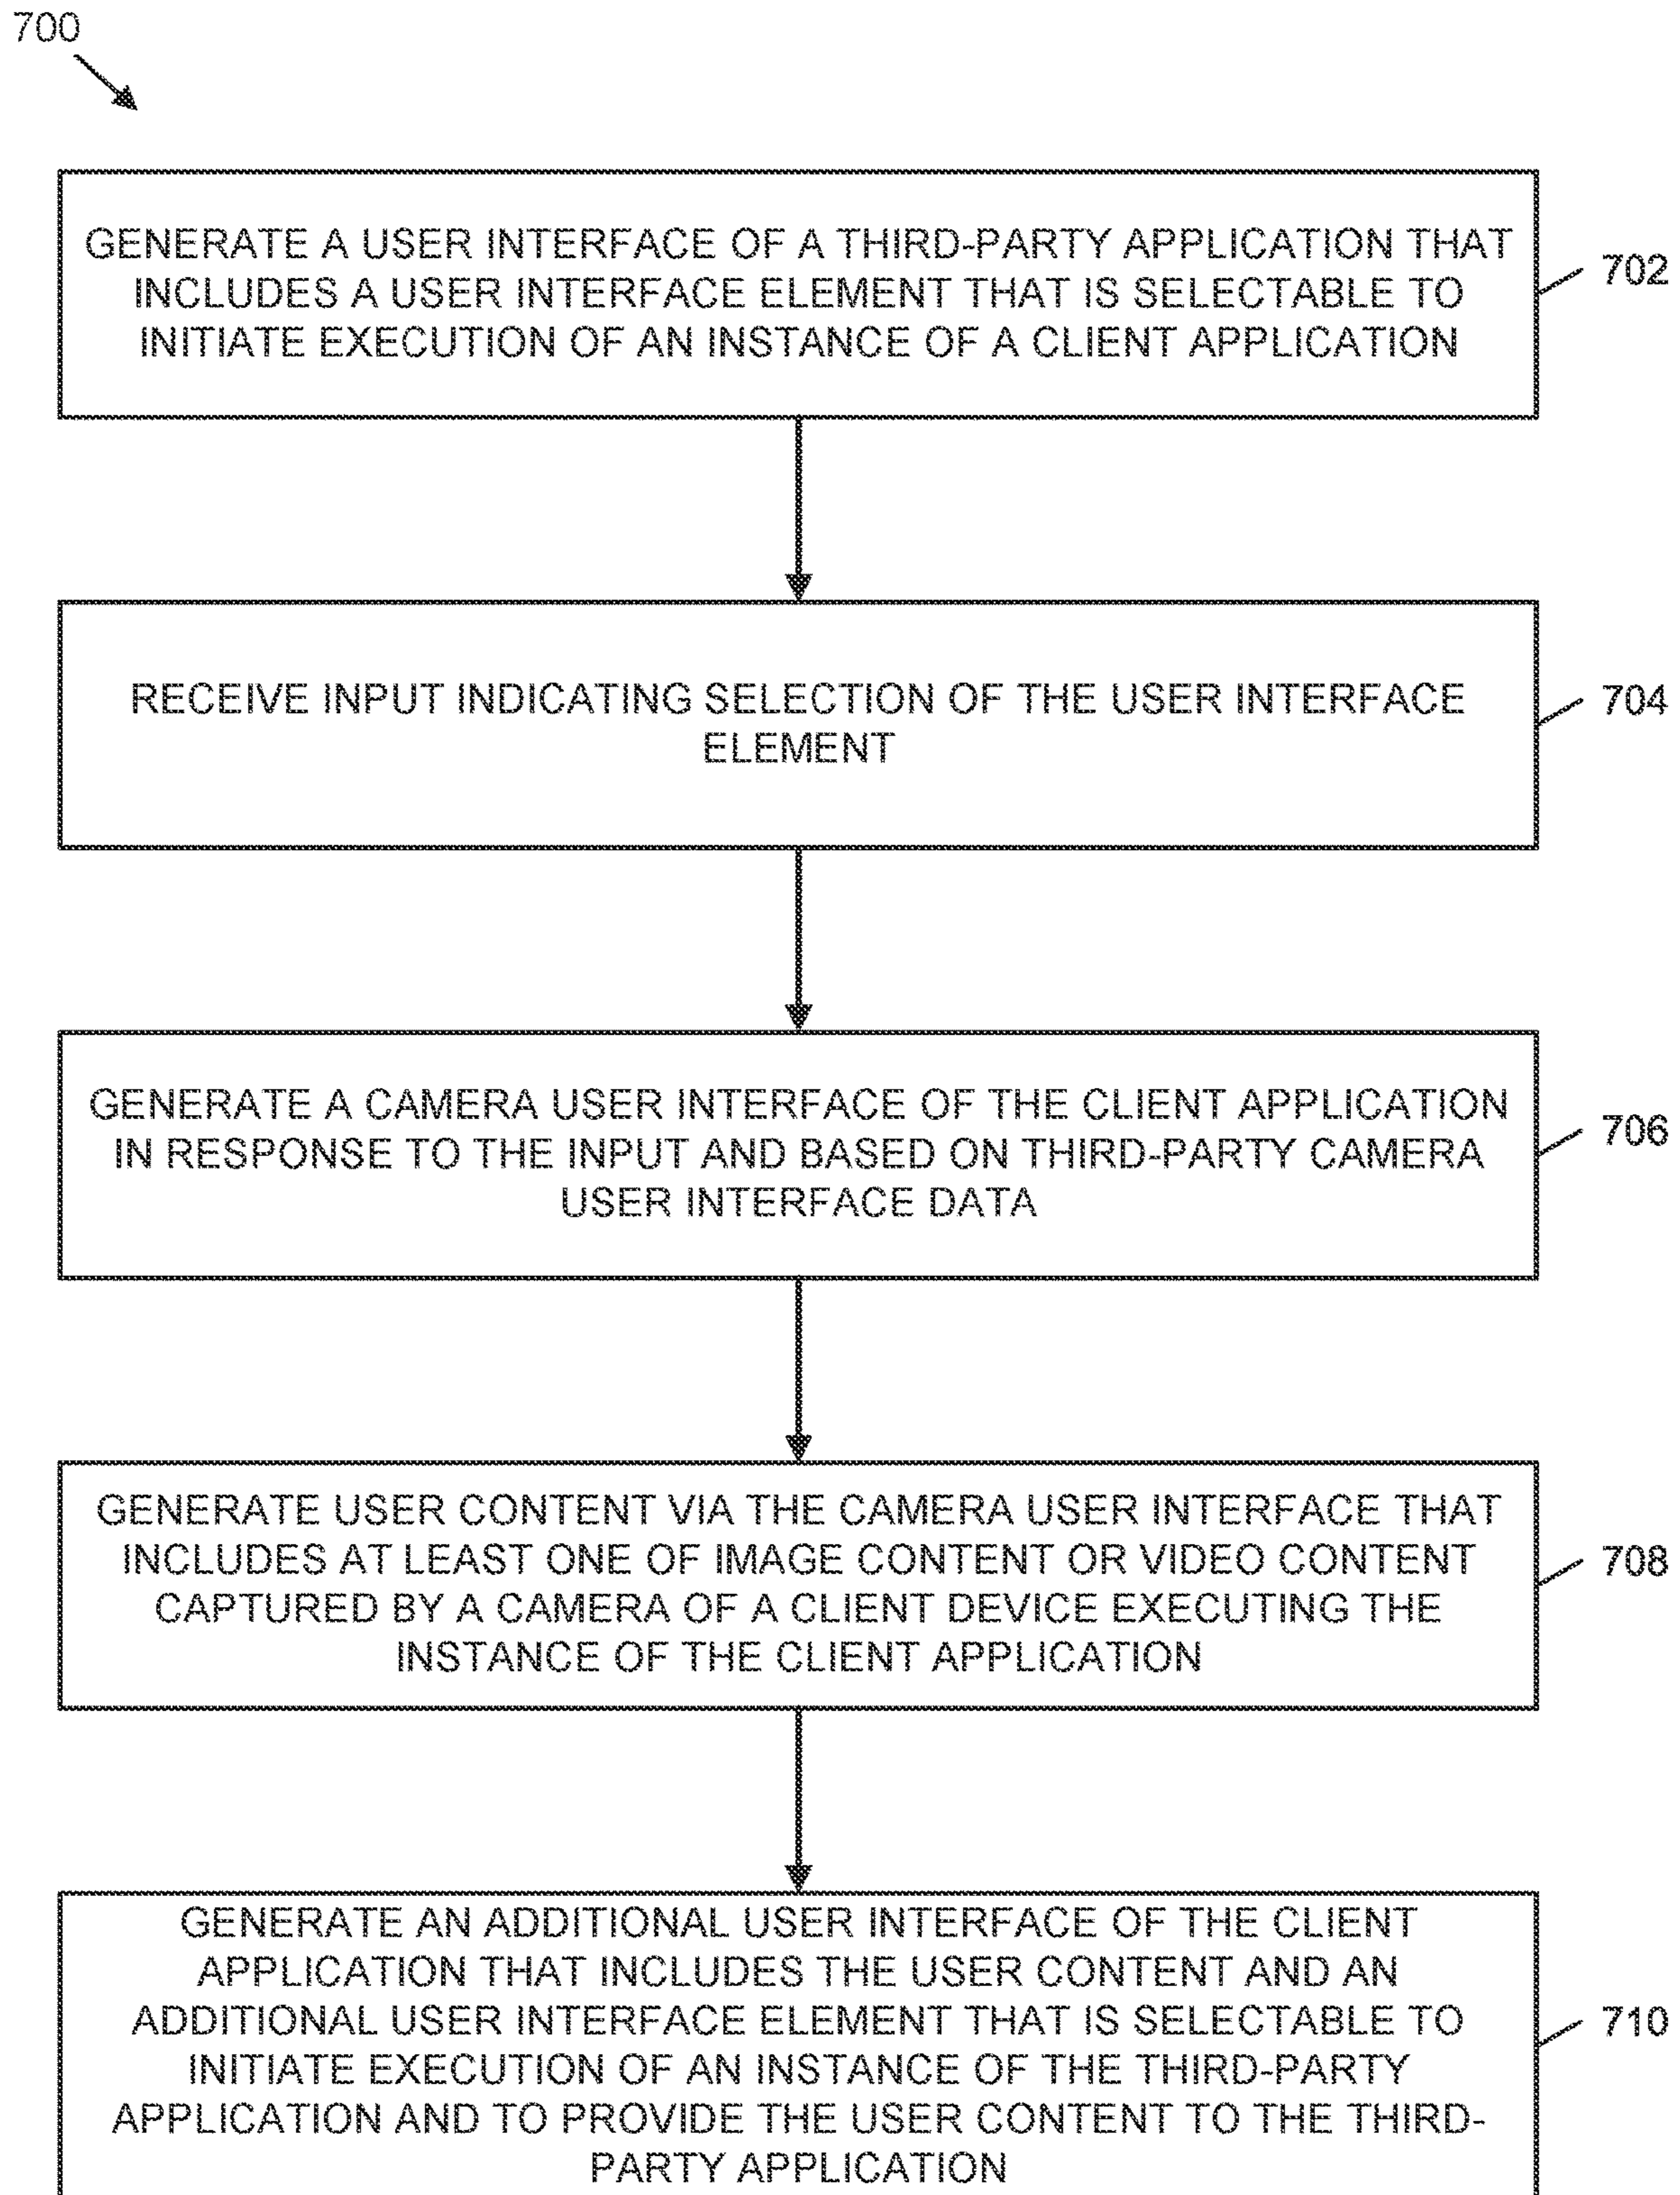 700
GENERATE A USER INTERFACE OF A THIRD-PARTY APPLICATION THAT
INCLUDES A USER INTERFACE ELEMENT THAT IS SELECTABLE TO
INITIATE EXECUTION OF AN INSTANCE OF A CLIENT APPLICATION
702
RECEIVE INPUT INDICATING SELECTION OF THE USER INTERFACE
ELEMENT
704
GENERATE A CAMERA USER INTERFACE OF THE CLIENT APPLICATION
IN RESPONSE TO THE INPUT AND BASED ON THIRD-PARTY CAMERA
USER INTERFACE DATA
706
GENERATE USER CONTENT VIA THE CAMERA USER INTERFACE THAT
INCLUDES AT LEAST ONE OF IMAGE CONTENT OR VIDEO CONTENT
CAPTURED BY A CAMERA OF A CLIENT DEVICE EXECUTING THE
INSTANCE OF THE CLIENT APPLICATION
708
GENERATE AN ADDITIONAL USER INTERFACE OF THE CLIENT
APPLICATION THAT INCLUDES THE USER CONTENT AND AN
ADDITIONAL USER INTERFACE ELEMENT THAT IS SELECTABLE TO
INITIATE EXECUTION OF AN INSTANCE OF THE THIRD-PARTY
APPLICATION AND TO PROVIDE THE USER CONTENT TO THE THIRD-
PARTY APPLICATION
710